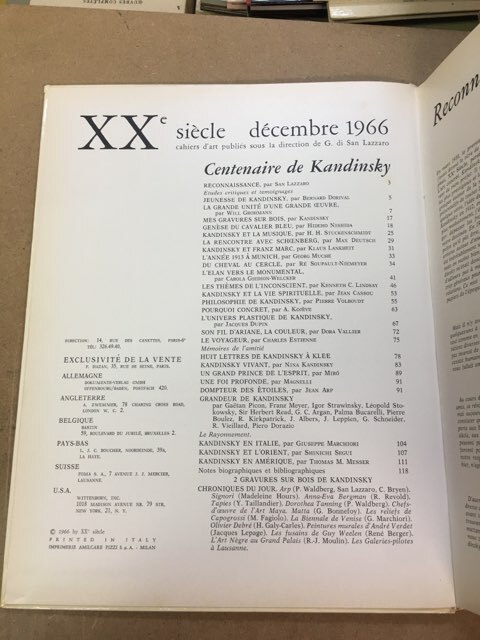 ŒUVRES COMPLÈTES
XXe siècle décembre 1966
cahiers d'art publiés sous la direction de G. di San Lazzaro
Centenaire de Kandinsky
RECONNAISSANCE, par SAN LAZZARO 3
Etudes critiques et temoignages
JEUNESSE DE KANDINSKY, par BERNARD DORIVAL 5
LA GRANDE UNITÉ D'UNE GRANDE ŒUVRE,
par WILL GROHMANN 7
MES GRAVURES SUR BOIS, par KANDINSKY 17
GENÈSE DU CAVALIER BLEU, par HIDEHO NISHIDA 18
KANDINSKY ET LA MUSIQUE, par H. H. STUCKENSCHMIDT 25
LA RENCONTRE AVEC SCHŒNBERG, par MAX DEUTSCH 29
KANDINSKY ET FRANZ MARC, par KLAUS LANKHEIT 31
L'ANNÉE 1913 À MUNICH, par GEORG MUCHE 33
DU CHEVAL AU CERCLE, par RÉ SOUPAULT-NIEMEYER 34
L'ELAN VERS LE MONUMENTAL,
par CAROLA GIEDION-WELCKER 41
LES THÈMES DE L'INCONSCIENT, par KENNETH C. LINDSAY 46
KANDINSKY ET LA VIE SPIRITUELLE, par JEAN CASSOU 53
PHILOSOPHIE DE KANDINSKY, par PIERRE VOLBOUDT 55
POURQUOI CONCRET, par A. KOJÈVE 63
L'UNIVERS PLASTIQUE DE KANDINSKY,
par JACQUES DUPIN 67
SON FIL D'ARIANE, LA COULEUR, par DORA VALLIER 72
LE VOYAGEUR, par CHARLES ESTIENNE 75
Mémoires de l'amitié
HUIT LETTRES DE KANDINSKY À KLEE 78
KANDINSKY VIVANT, par NINA KANDINSKY 83
UN GRAND PRINCE DE L'ESPRIT, par MIRÓ 89
UNE FOI PROFONDE, par MAGNELLI 91
DOMPTEUR DES ÉTOILES, par JEAN ARP 91
GRANDEUR DE KANDINSKY
par Gaëtan Picon, Franz Meyer, Igor Strawinsky, Léopold Sto-
kowsky, Sir Herbert Read, G. C. Argan, Palma Bucarelli, Pierre
Boulez, R. Kirkpatrick, J. Albers, J. Leppien, G. Schneider,
R. Vieillard, Piero Dorazio
Le Rayonnement.
KANDINSKY EN ITALIE, par GIUSEPPE MARCHIORI 104
KANDINSKY ET L'ORIENT, par SHINICHI SEGUI 107
KANDINSKY EN AMÉRIQUE, par THOMAS M. MESSER 111
Notes biographiques et bibliographiques 118
2 GRAVURES SUR BOIS DE KANDINSKY
CHRONIQUES DU JOUR. Arp (P. Waldberg, San Lazzaro, C. Bryen).
Signori (Madeleine Hours). Anna-Eva Bergman (R. Revold).
Tapies (Y. Taillandier). Dorothea Tanning (P. Waldberg). Chefs-
d'œuvre de l'Art Maya. Matta (G. Bonnefoy). Les reliefs de
Capogrossi (M. Fagiolo). La Biennale de Venise (G. Marchiori).
Olivier Debré (H. Galy-Carles). Peintures murales d'André Verdet
(Jacques Lepage). Les fusains de Guy Weelen (René Berger).
L'Art Nègre au Grand Palais (R.-J. Moulin). Les Galeries-pilotes
à Lausanne.
DIRECTION: 14, RUE DES CANETTES, PARIS-6e
TÉL: 326.49.40.
EXCLUSIVITÉ DE LA VENTE
F. HAZAN, 35, RUE DE SEINE, PARIS.
ALLEMAGNE
DOKUMENTE-VERLAG GMBH
OFFENBOURG/BADEN, POSTFACH 420.
ANGLETERRE
A. ZWEMMER, 78 CHARING CROSS ROAD,
LONDON W. C. 2.
BELGIQUE
MARTIN
59, BOULEVARD DU JUBILÉ, BRUXELLES 2.
PAYS-BAS
L. J. C. BOUCHER, NOORDEINDE, 39a,
LA HAYE.
SUISSE
FOMA S. A., 7 AVENUE J. J. MERCIER,
LAUSANNE.
U.S.A.
WITTENBORN, INC.
1018 MADISON AVENUE NR. 79 STR,
NEW YORK, 21, N. Y.
© 1966 by XXe siècle
PRINTED IN ITALY
IMPRIMERIE AMILCARE PIZZI S.p.A. - MILAN
Reconn